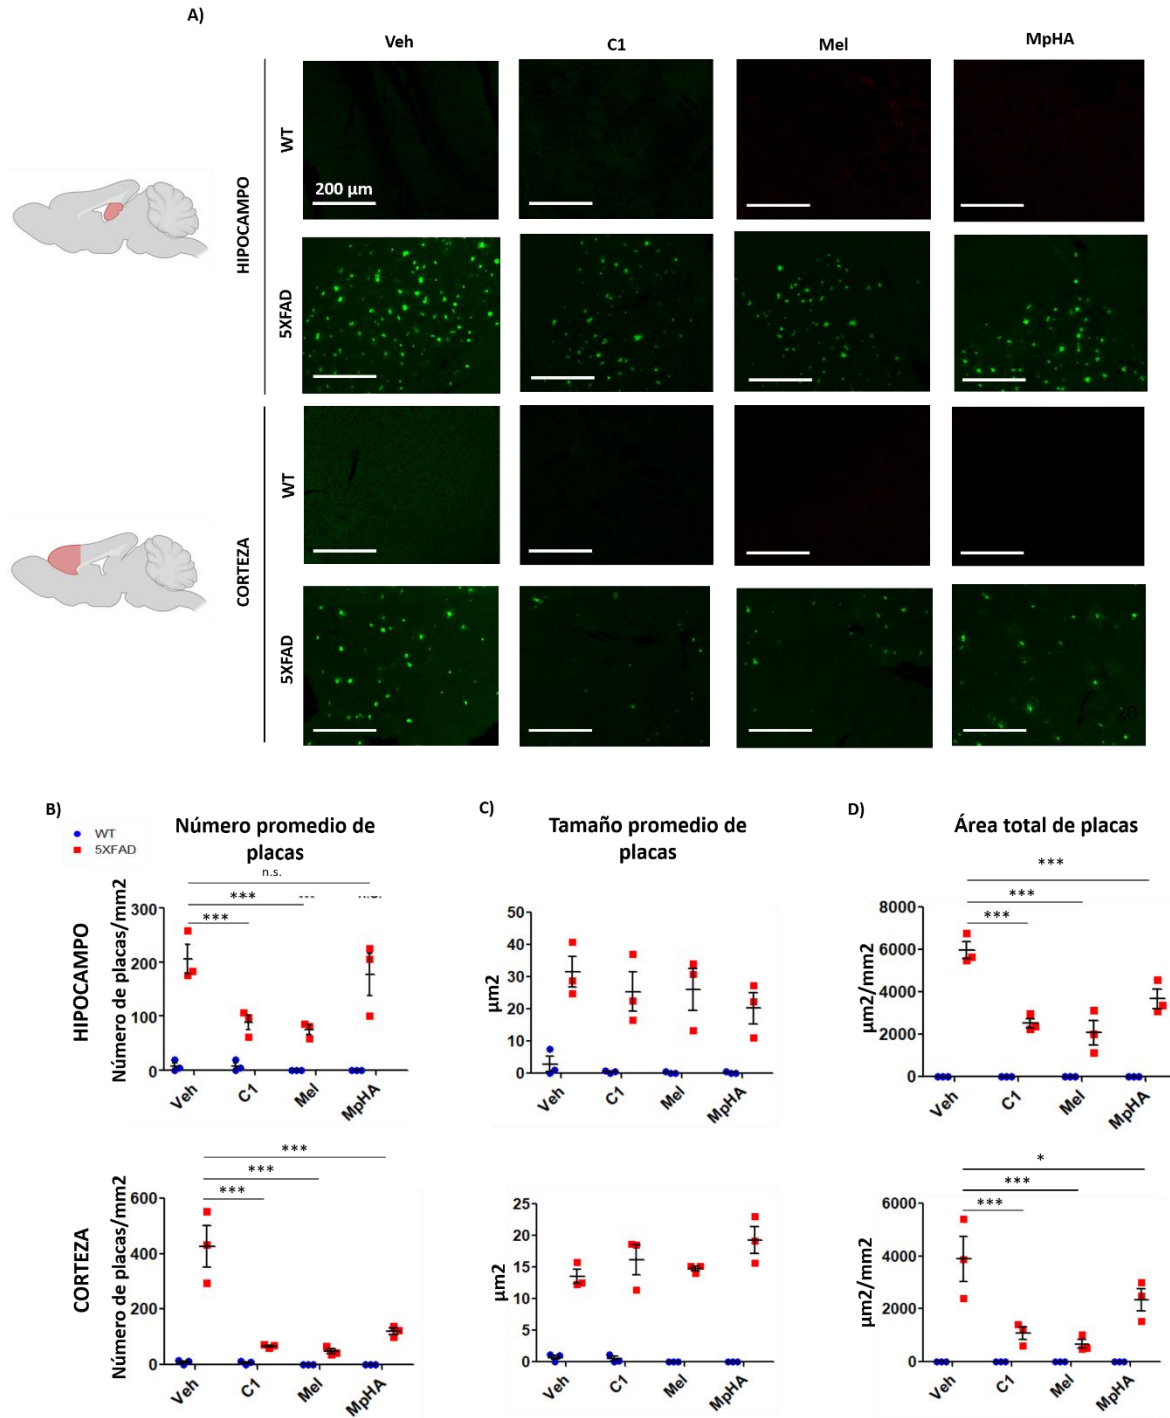 A)
Veh
C1
Mel
MpHA
HIPOCAMPO
WT
200 µm
5XFAD
CORTEZA
WT
5XFAD
B)
WT
5XFAD
Número promedio de
placas
C)
Tamaño promedio de
placas
D)
Área total de placas
HIPOCAMPO
Número de placas/mm2
300
200
100
0
n.s.
***
***
Veh
C1
Mel
MpHA
µm2
50
40
30
20
10
0
Veh
C1
Mel
MpHA
µm2/mm2
8000
6000
4000
2000
0
***
***
***
Veh
C1
Mel
MpHA
CORTEZA
Número de placas/mm2
600
400
200
0
***
***
***
Veh
C1
Mel
MpHA
µm2
25
20
15
10
5
0
Veh
C1
Mel
MpHA
µm2/mm2
6000
4000
2000
0
*
***
***
Veh
C1
Mel
MpHA